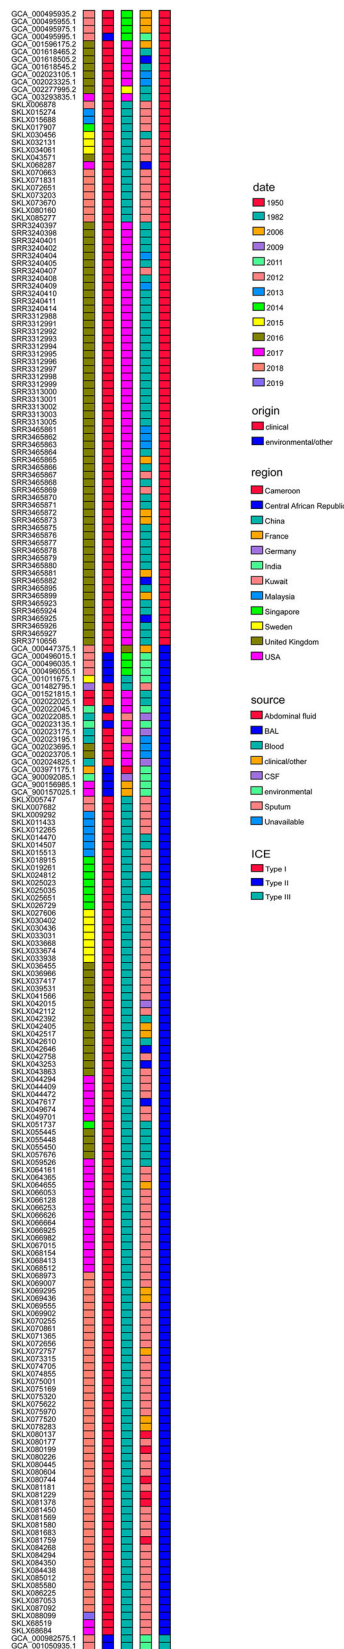 GCA_000495935.2
GCA_000495955.1
GCA_000495975.1
GCA_000495995.1
GCA_001596175.2
GCA_001618465.2
GCA_001618505.2
GCA_001618545.2
GCA_002023105.1
GCA_002023325.1
GCA_002277995.2
GCA_003293835.1
SKLX006878
SKLX015274
SKLX015688
SKLX017907
SKLX030456
SKLX032131
SKLX034061
SKLX043571
SKLX068287
SKLX070663
SKLX071831
SKLX072651
SKLX073203
SKLX073670
SKLX080160
SKLX085277
SRR3240397
SRR3240398
SRR3240401
SRR3240402
SRR3240404
SRR3240405
SRR3240407
SRR3240408
SRR3240409
SRR3240410
SRR3240411
SRR3240414
SRR3312988
SRR3312991
SRR3312992
SRR3312993
SRR3312994
SRR3312995
SRR3312996
SRR3312997
SRR3312998
SRR3312999
SRR3313000
SRR3313001
SRR3313002
SRR3313003
SRR3313005
SRR3465861
SRR3465862
SRR3465863
SRR3465864
SRR3465865
SRR3465866
SRR3465867
SRR3465868
SRR3465869
SRR3465870
SRR3465871
SRR3465872
SRR3465873
SRR3465875
SRR3465876
SRR3465877
SRR3465878
SRR3465879
SRR3465880
SRR3465881
SRR3465882
SRR3465895
SRR3465899
SRR3465923
SRR3465924
SRR3465925
SRR3465926
SRR3465927
SRR3710656
GCA_000447375.1
GCA_000496015.1
GCA_000496035.1
GCA_000496055.1
GCA_001011675.1
GCA_001482795.1
GCA_001521815.1
GCA_002022025.1
GCA_002022045.1
GCA_002022085.1
GCA_002023135.1
GCA_002023175.1
GCA_002023195.1
GCA_002023695.1
GCA_002023705.1
GCA_002024825.1
GCA_003971175.1
GCA_900092085.1
GCA_900156985.1
GCA_900157025.1
SKLX005747
SKLX007682
SKLX009292
SKLX011433
SKLX012265
SKLX014470
SKLX014507
SKLX015513
SKLX018915
SKLX019261
SKLX024812
SKLX025023
SKLX025035
SKLX025651
SKLX026729
SKLX027606
SKLX030402
SKLX030436
SKLX033031
SKLX033668
SKLX033674
SKLX033938
SKLX036455
SKLX036966
SKLX037417
SKLX039531
SKLX041566
SKLX042015
SKLX042112
SKLX042392
SKLX042405
SKLX042517
SKLX042610
SKLX042646
SKLX042758
SKLX043253
SKLX043863
SKLX044294
SKLX044409
SKLX044472
SKLX047617
SKLX049674
SKLX049701
SKLX051737
SKLX055445
SKLX055448
SKLX055450
SKLX057676
SKLX059526
SKLX064161
SKLX064365
SKLX064655
SKLX066053
SKLX066128
SKLX066253
SKLX066626
SKLX066664
SKLX066925
SKLX066982
SKLX067015
SKLX068154
SKLX068413
SKLX068512
SKLX068973
SKLX069007
SKLX069295
SKLX069436
SKLX069555
SKLX069902
SKLX070255
SKLX070861
SKLX071365
SKLX072656
SKLX072757
SKLX073315
SKLX074705
SKLX074855
SKLX075001
SKLX075169
SKLX075320
SKLX075622
SKLX075970
SKLX077520
SKLX078283
SKLX080137
SKLX080177
SKLX080199
SKLX080226
SKLX080445
SKLX080604
SKLX080744
SKLX081181
SKLX081229
SKLX081378
SKLX081450
SKLX081569
SKLX081580
SKLX081683
SKLX081759
SKLX084268
SKLX084294
SKLX084350
SKLX084438
SKLX085012
SKLX085580
SKLX086225
SKLX087053
SKLX087092
SKLX088099
SKLX68519
SKLX68684
GCA_000982575.1
GCA_001050935.1
date
1950
1982
2006
2009
2011
2012
2013
2014
2015
2016
2017
2018
2019
origin
clinical
environmental/other
region
Cameroon
Central African Republic
China
France
Germany
India
Kuwait
Malaysia
Singapore
Sweden
United Kingdom
USA
source
Abdominal fluid
BAL
Blood
clinical/other
CSF
environmental
Sputum
Unavailable
ICE
Type I
Type II
Type III